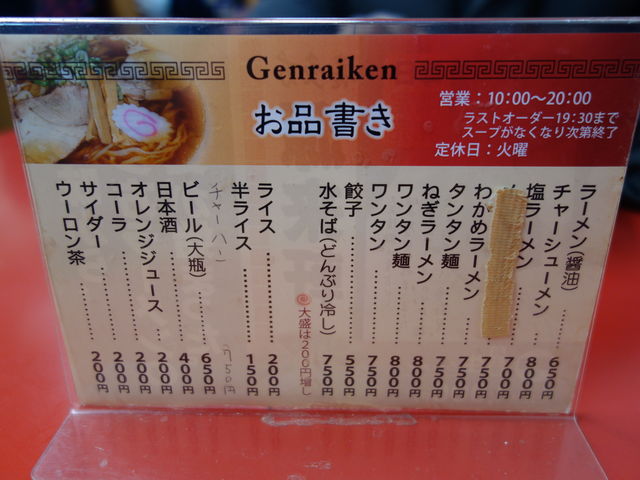 Genraiken
お品書き
営業：10:00〜20:00
ラストオーダー19:30まで
スープがなくなり次第終了
定休日：火曜
ラーメン(醤油)………650円
チャーシューメン………800円
塩ラーメン………700円
750円
わかめラーメン………750円
タンタン麺………750円
ねぎラーメン………800円
ワンタン麺………800円
ワンタン………750円
餃子………550円
水そば(どんぶり冷し)………750円
大盛は200円増し
ライス………200円
半ライス………150円
チャーハン 750円
ビール(大瓶)………650円
日本酒………400円
オレンジジュース………200円
コーラ………200円
サイダー………200円
ウーロン茶………200円